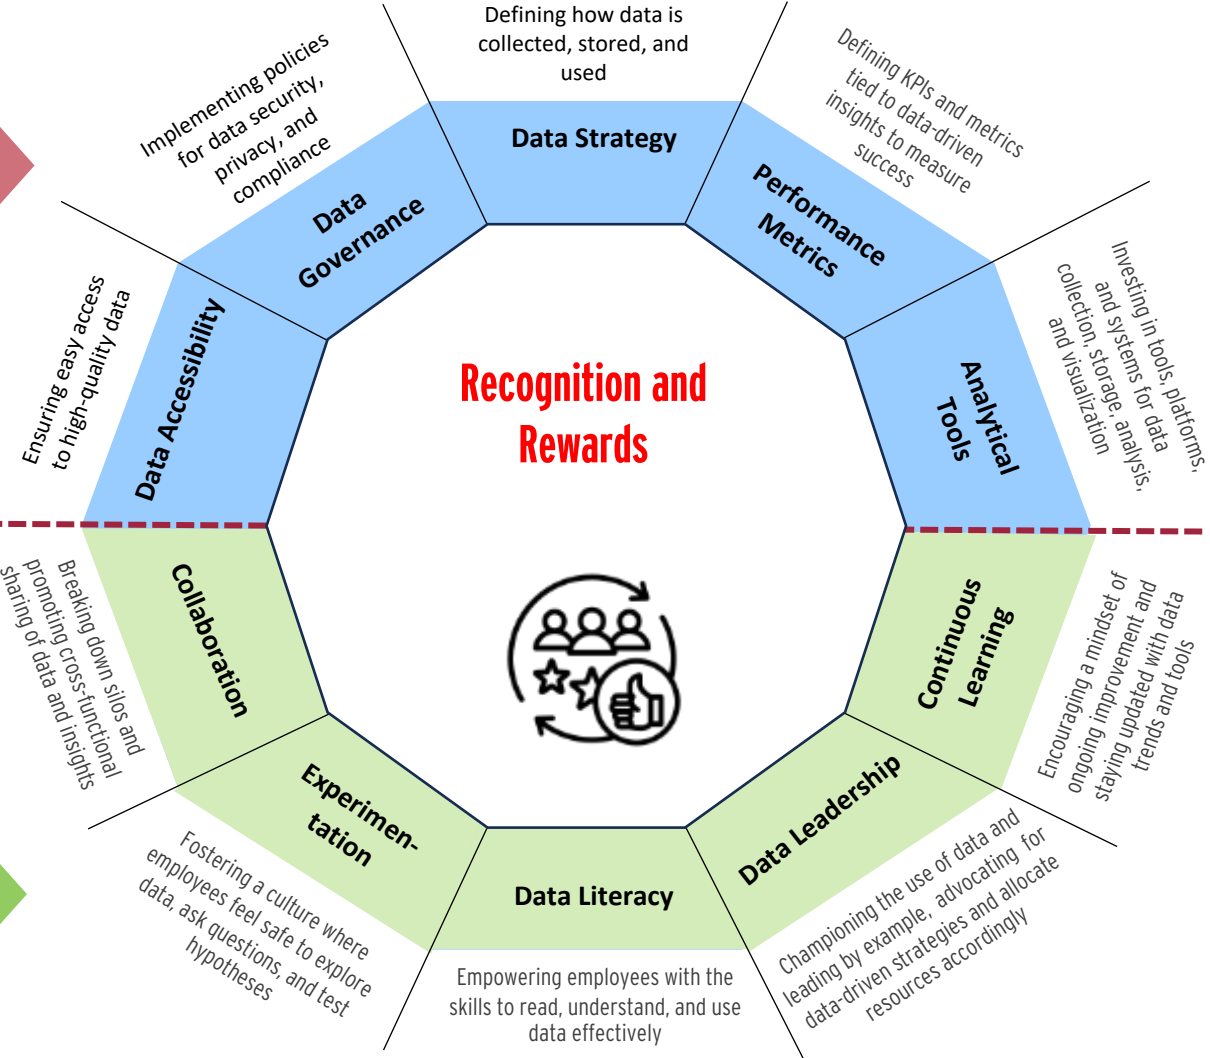 Defining how data is
collected, stored, and
used
Data Strategy
Defining KPIs and metrics
tied to data-driven
insights to measure
success
Performance
Metrics
Investing in tools, platforms,
and systems for data
collection, storage, analysis,
and visualization
Analytical
Tools
Encouraging a mindset of
ongoing improvement and
staying updated with data
trends and tools
Continuous
Learning
Championing the use of data and
leading by example, advocating for
data-driven strategies and allocate
resources accordingly
Data Leadership
Data Literacy
Empowering employees with the
skills to read, understand, and use
data effectively
Experimen-
tation
Fostering a culture where
employees feel safe to explore
data, ask questions, and test
hypotheses
Collaboration
Breaking down silos and
promoting cross-functional
sharing of data and insights
Data Accessibility
Ensuring easy access
to high-quality data
Implementing policies
for data security,
privacy, and
compliance
Data
Governance
Recognition and
Rewards